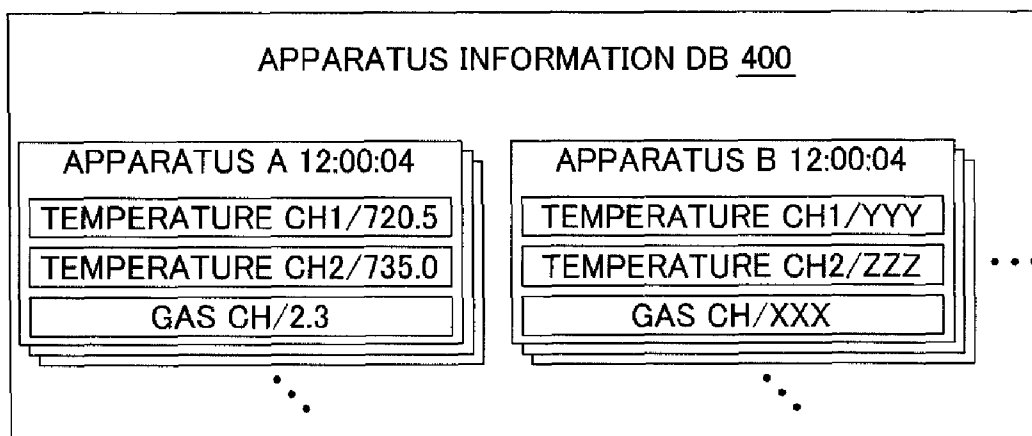 APPARATUS INFORMATION DB 400
APPARATUS A 12:00:04
TEMPERATURE CH1/720.5
TEMPERATURE CH2/735.0
GAS CH/2.3
APPARATUS B 12:00:04
TEMPERATURE CH1/YYY
TEMPERATURE CH2/ZZZ
GAS CH/XXX